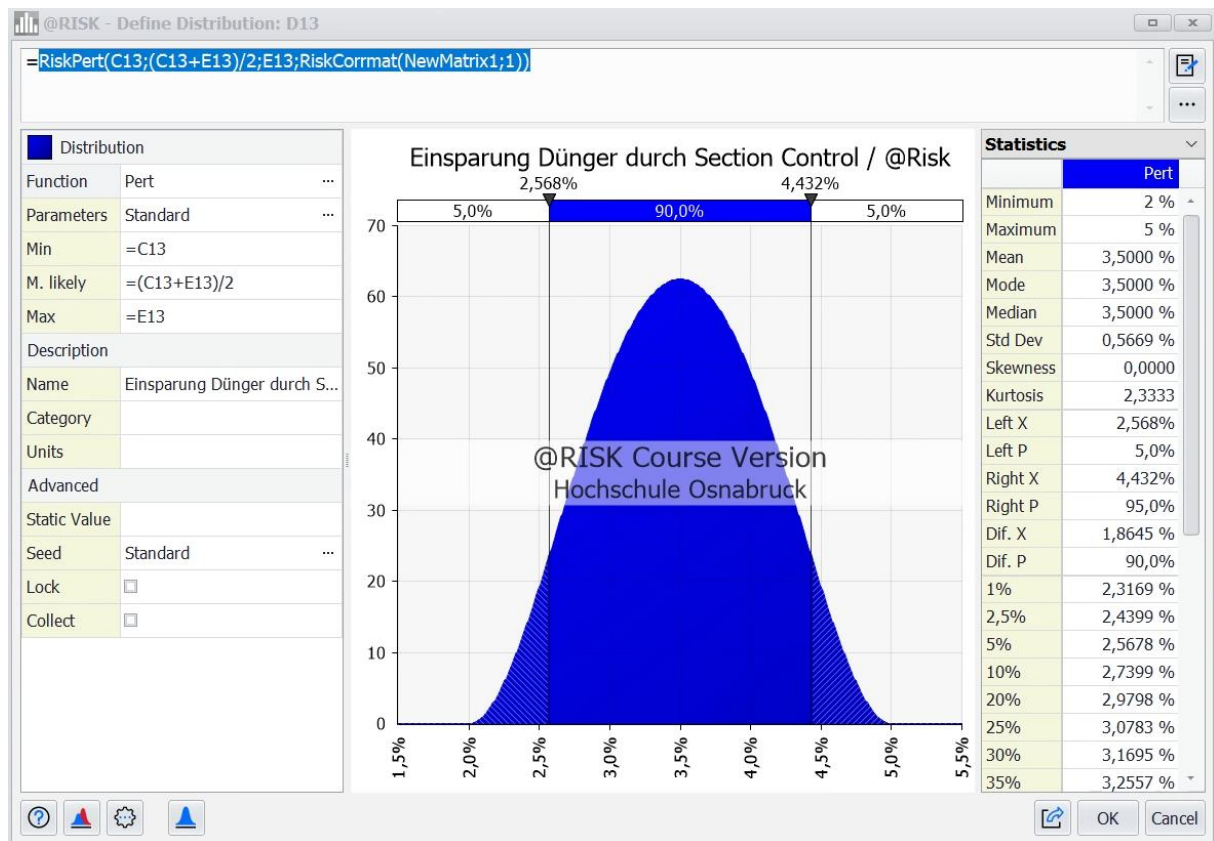 @RISK - Define Distribution: D13
=RiskPert(C13;(C13+E13)/2;E13;RiskCorrmat(NewMatrix1;1))
Distribution
Function Pert ...
Parameters Standard ...
Min =C13
M. likely =(C13+E13)/2
Max =E13
Description
Name Einsparung Dünger durch S...
Category
Units
Advanced
Static Value
Seed Standard ...
Lock
Collect
Einsparung Dünger durch Section Control / @Risk
2,568% 4,432%
5,0% 90,0% 5,0%
70
60
50
40
30
20
10
0
1,5% 2,0% 2,5% 3,0% 3,5% 4,0% 4,5% 5,0% 5,5%
@RISK Course Version
Hochschule Osnabruck
Statistics
Pert
Minimum 2 %
Maximum 5 %
Mean 3,5000 %
Mode 3,5000 %
Median 3,5000 %
Std Dev 0,5669 %
Skewness 0,0000
Kurtosis 2,3333
Left X 2,568%
Left P 5,0%
Right X 4,432%
Right P 95,0%
Dif. X 1,8645 %
Dif. P 90,0%
1% 2,3169 %
2,5% 2,4399 %
5% 2,5678 %
10% 2,7399 %
20% 2,9798 %
25% 3,0783 %
30% 3,1695 %
35% 3,2557 %
OK Cancel